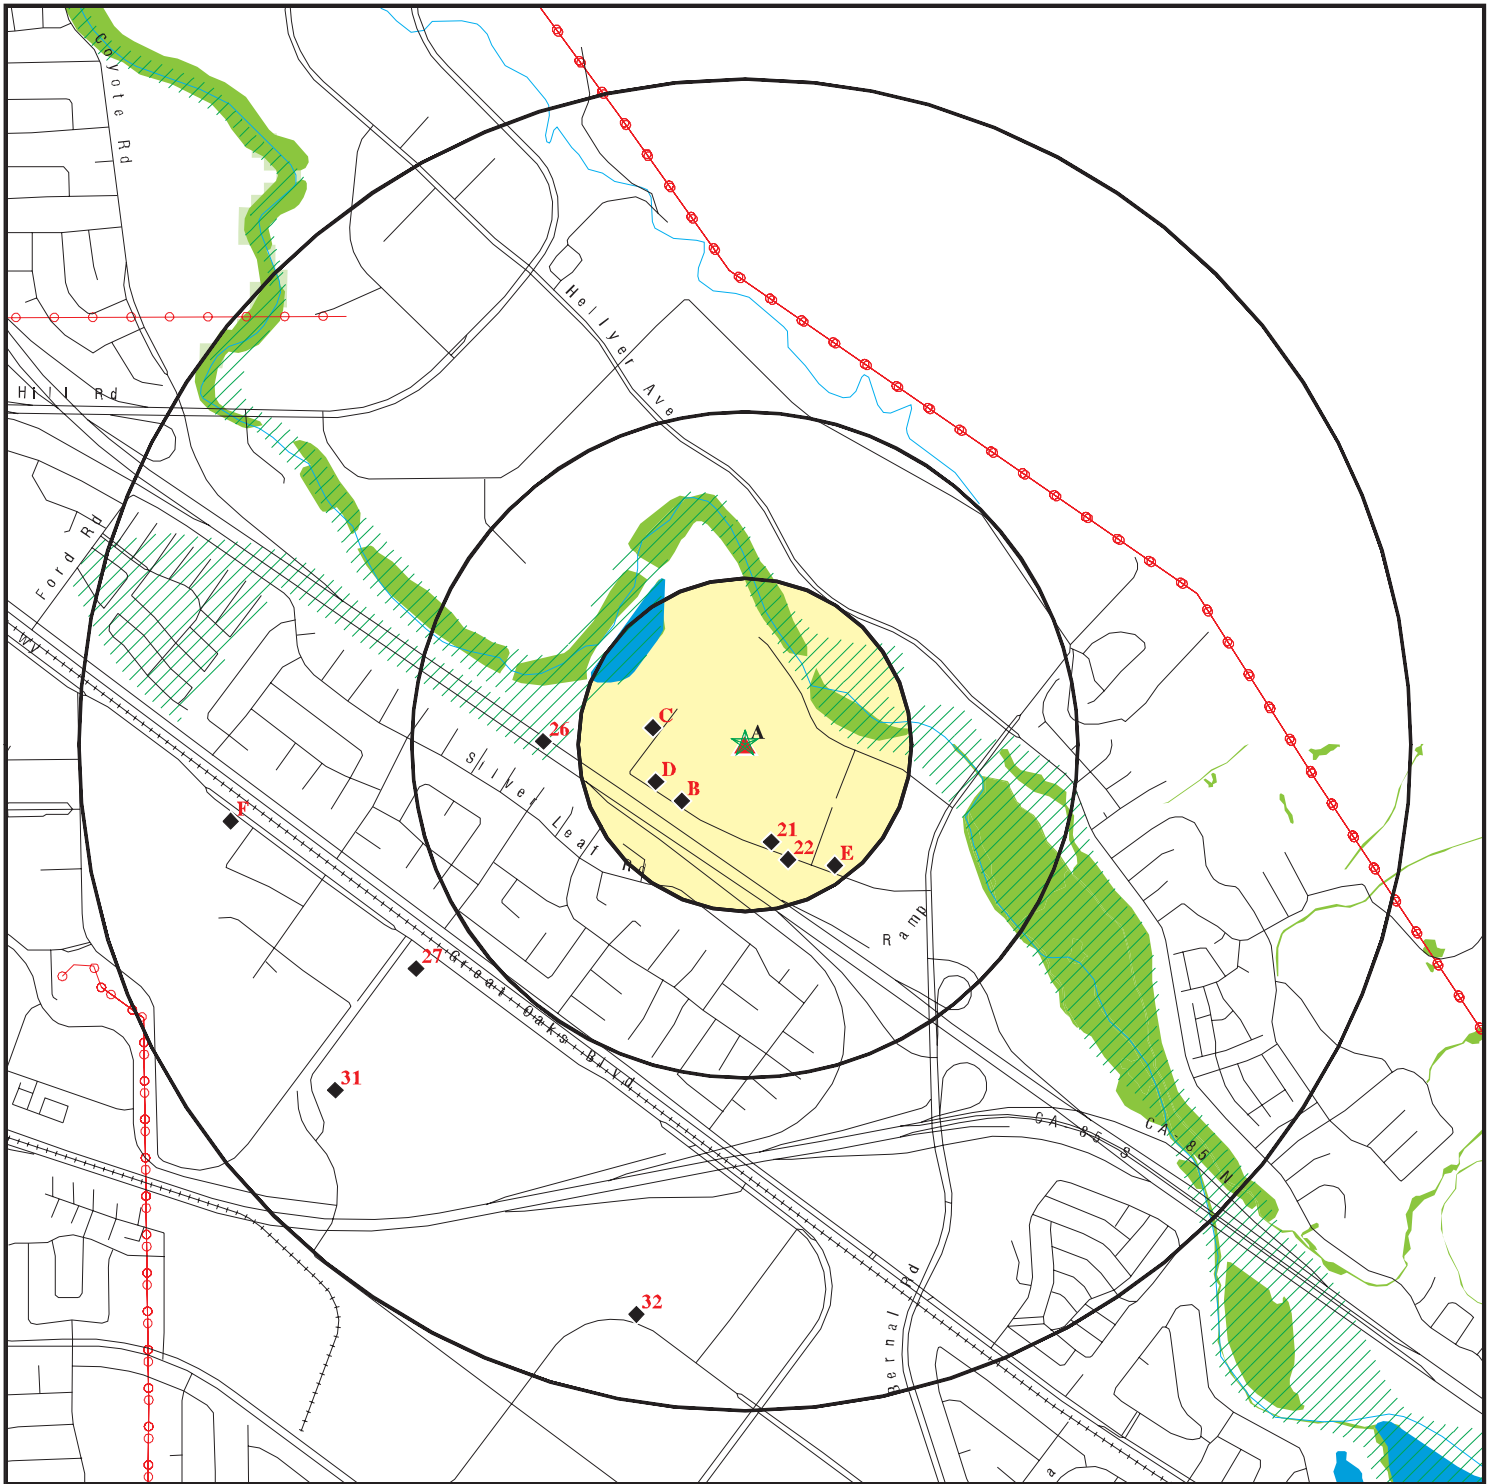 Coyote Rd
Hellyer Ave
Hill Rd
Ford Rd
Wy
A
C
26
D
B
Silver Leaf Rd
F
21
22
E
Ramp
27
Great Oaks Blvd
31
CA-85 S
CA-85 N
32
Bernal Rd
a